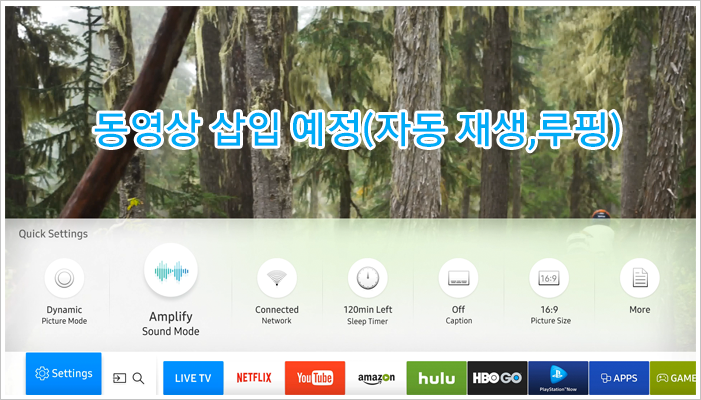 동영상 삽입 예정(자동 재생,루핑)
Quick Settings
Dynamic
Picture Mode
Amplify
Sound Mode
Connected
Network
120min Left
Sleep Timer
Off
Caption
16:9
16:9
Picture Size
More
Settings
LIVE TV
NETFLIX
YouTube
amazon
hulu
HBO GO
PlayStation Now
APPS
GAME